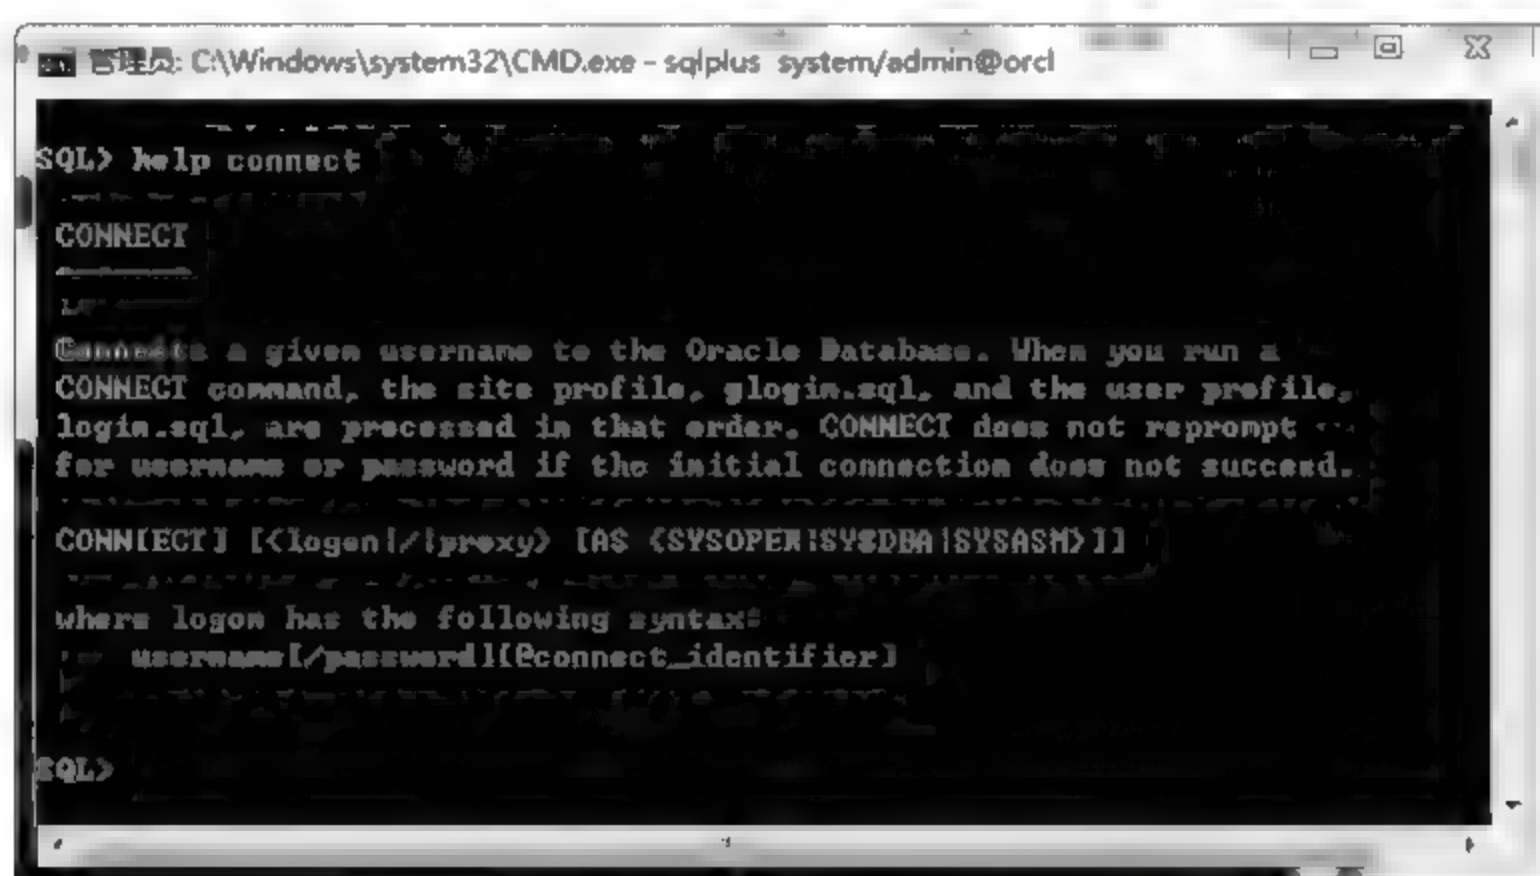 管理员: C:\Windows\system32\CMD.exe - sqlplus  system/admin@orcl
SQL> help connect
CONNECT
-------
Connects a given username to the Oracle Database. When you run a
CONNECT command, the site profile, glogin.sql, and the user profile,
login.sql, are processed in that order. CONNECT does not reprompt
for username or password if the initial connection does not succeed.
CONN[ECT] [{logon|/|proxy} [AS {SYSOPER|SYSDBA|SYSASM}]]
where logon has the following syntax:
username[/password][@connect_identifier]
SQL>